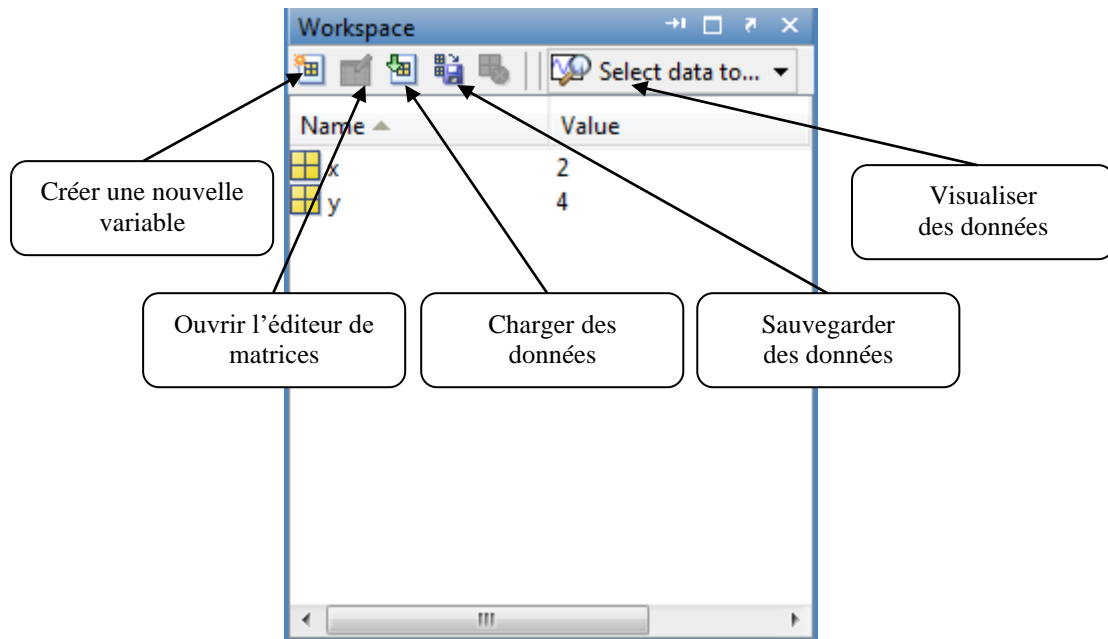 Workspace
Select data to...
Name Value
x 2
y 4
Créer une nouvelle
variable
Visualiser
des données
Ouvrir l’éditeur de
matrices
Charger des
données
Sauvegarder
des données